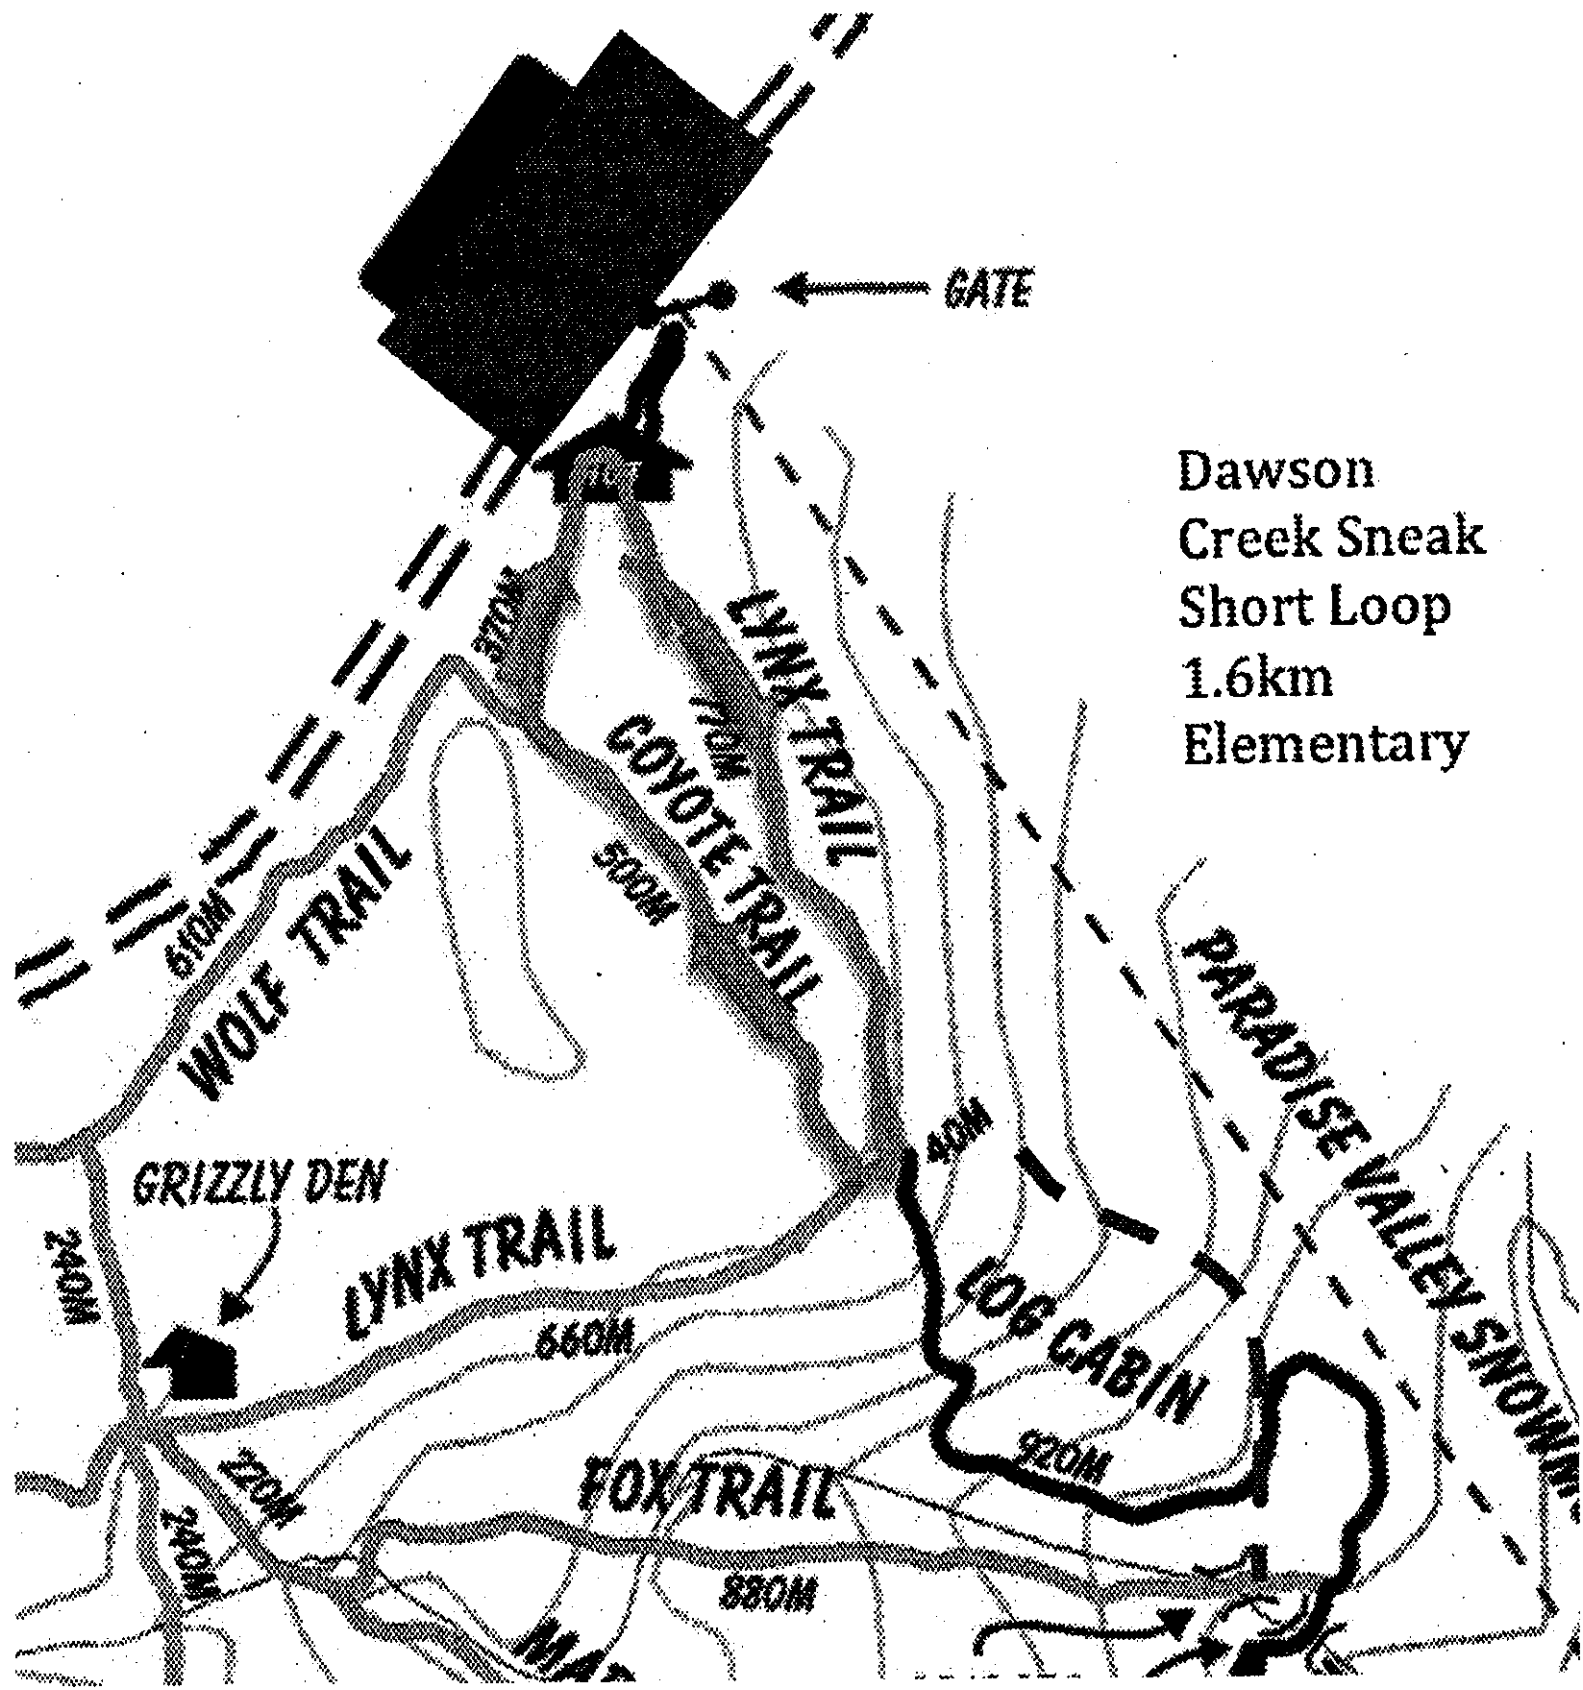 GATE
Dawson
Creek Sneak
Short Loop
1.6km
Elementary
370M
LYNX TRAIL
770M
COYOTE TRAIL
500M
610M
WOLF TRAIL
PARADISE VALLEY
40M
GRIZZLY DEN
240M
LYNX TRAIL
660M
LOG CABIN
920M
220M
FOX TRAIL
240M
880M